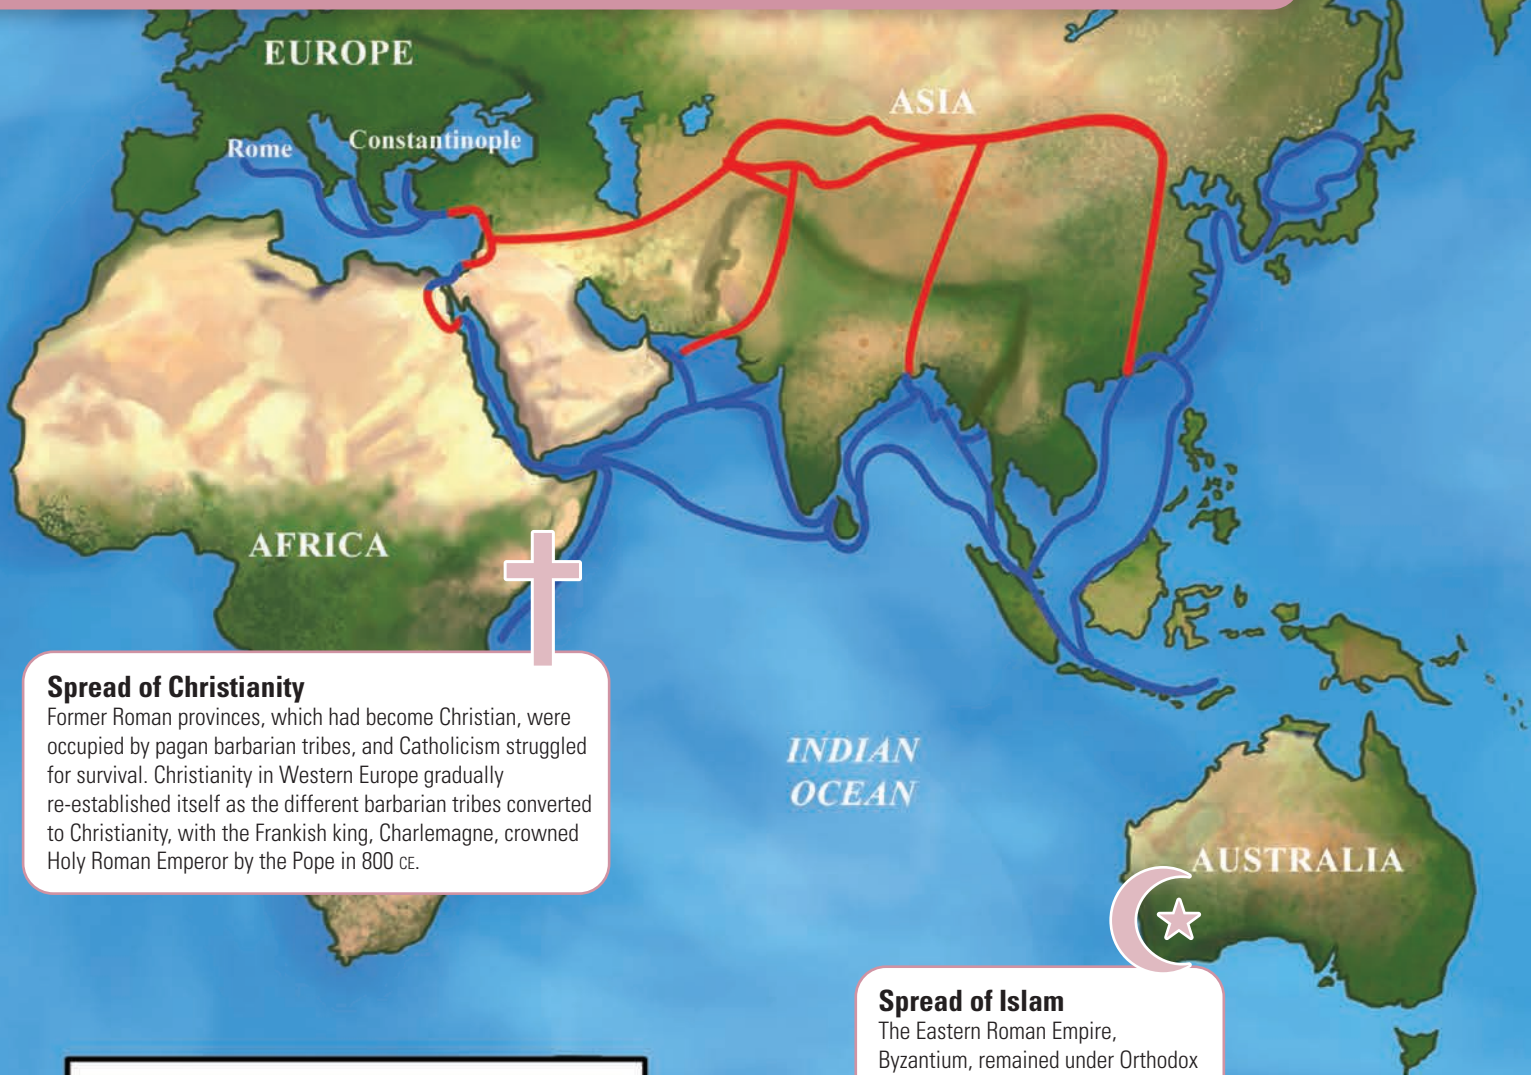 EUROPE
ASIA
Rome
Constantinople
AFRICA
Spread of Christianity
Former Roman provinces, which had become Christian, were
occupied by pagan barbarian tribes, and Catholicism struggled
for survival. Christianity in Western Europe gradually
re-established itself as the different barbarian tribes converted
to Christianity, with the Frankish king, Charlemagne, crowned
Holy Roman Emperor by the Pope in 800 CE.
INDIAN
OCEAN
AUSTRALIA
Spread of Islam
The Eastern Roman Empire,
Byzantium, remained under Orthodox